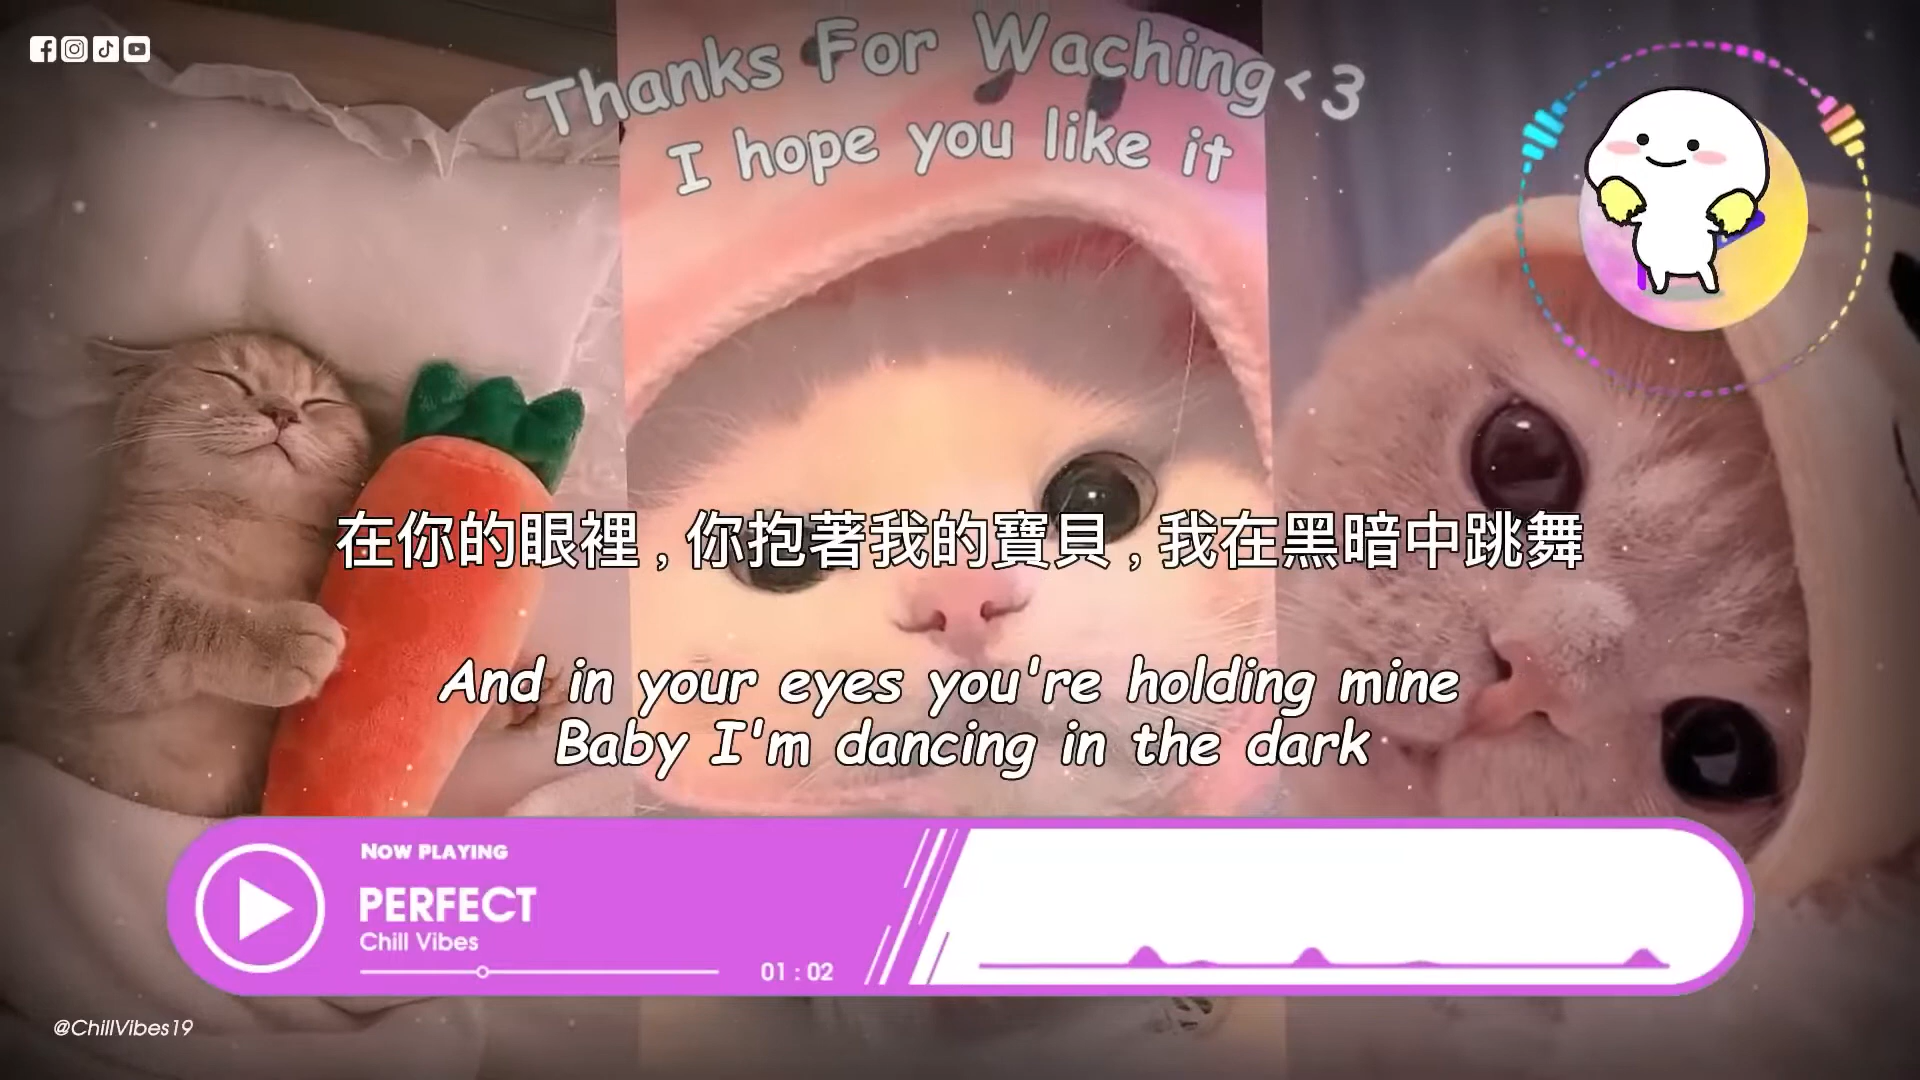 Thanks For Waching<3
I hope you like it
在你的眼裡，你抱著我的寶貝，我在黑暗中跳舞
And in your eyes you're holding mine
Baby I'm dancing in the dark
NOW PLAYING
PERFECT
Chill Vibes
01 : 02
@ChillVibes19